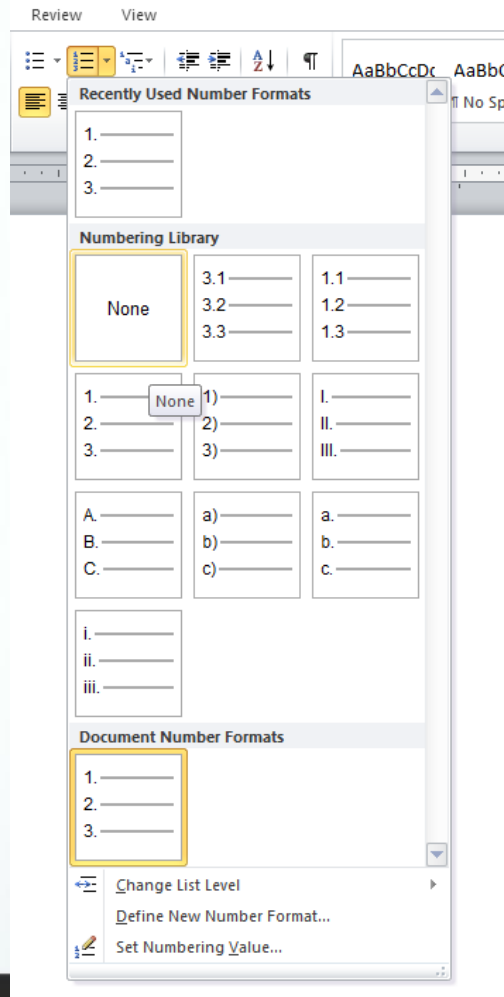 Review View
AaBbCcDc AaBbC
¶ No Sp
Recently Used Number Formats
1.
2.
3.
Numbering Library
None
3.1
3.2
3.3
1.1
1.2
1.3
1.
2.
3.
None
1)
2)
3)
I.
II.
III.
A.
B.
C.
a)
b)
c)
a.
b.
c.
i.
ii.
iii.
Document Number Formats
1.
2.
3.
Change List Level
Define New Number Format...
Set Numbering Value...